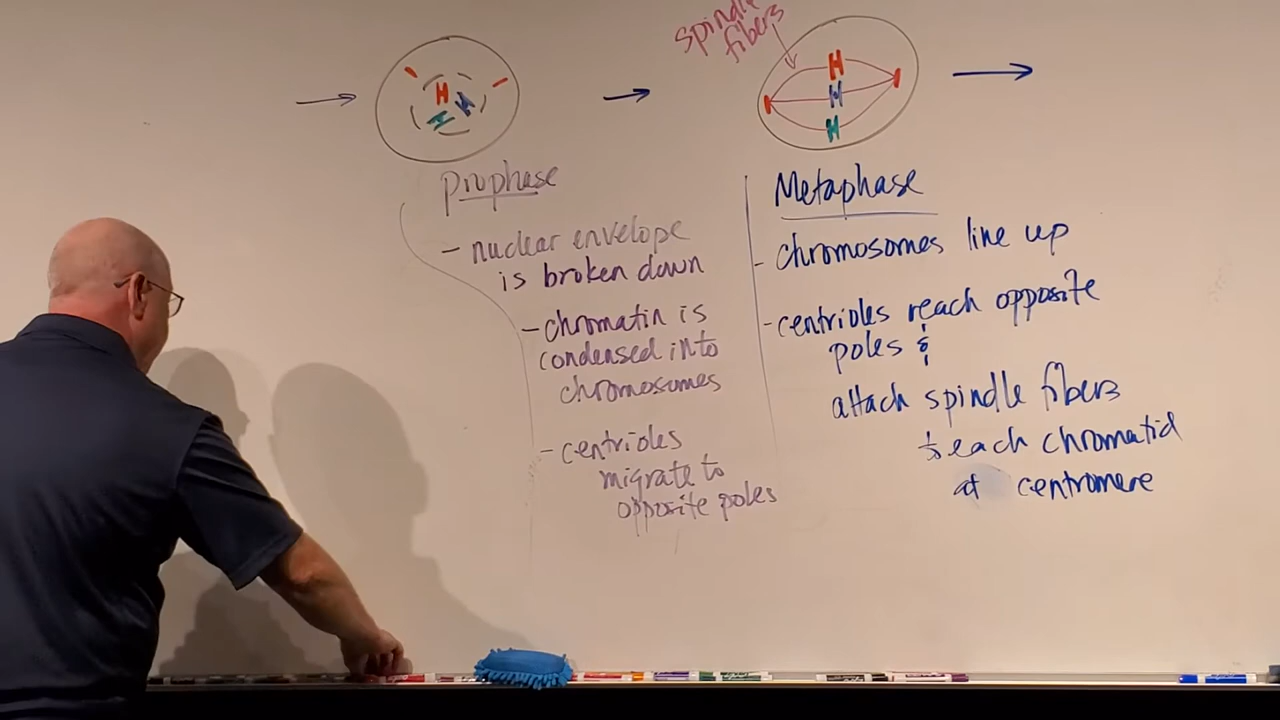 spindle
fibers
Prophase
- nuclear envelope
is broken down
- chromatin is
condensed into
chromosomes
- centrioles
migrate to
opposite poles
Metaphase
- chromosomes line up
- centrioles reach opposite
poles &
attach spindle fibers
to each chromatid
at centromere